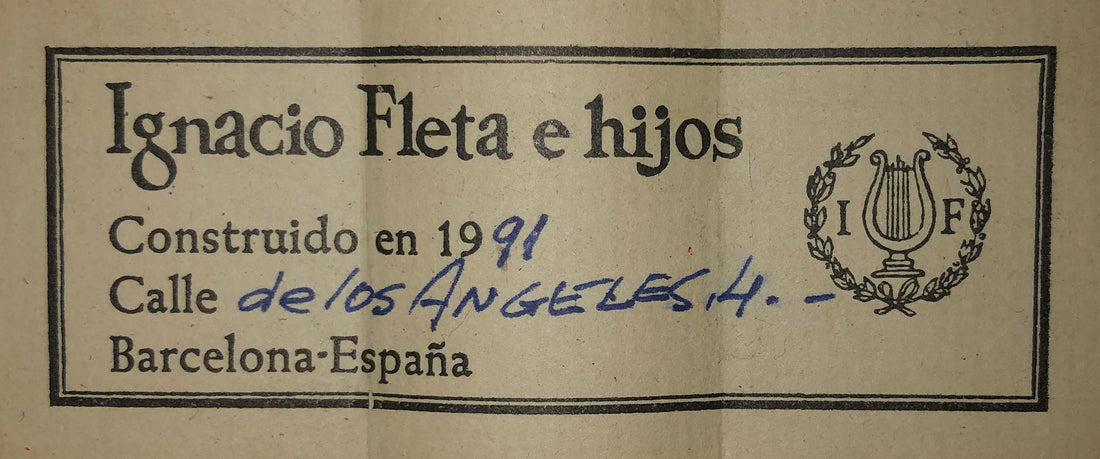 Ignacio Fleta e hijos
I F
Construido en 1991
Calle de los ANGELES, 4. -
Barcelona-España